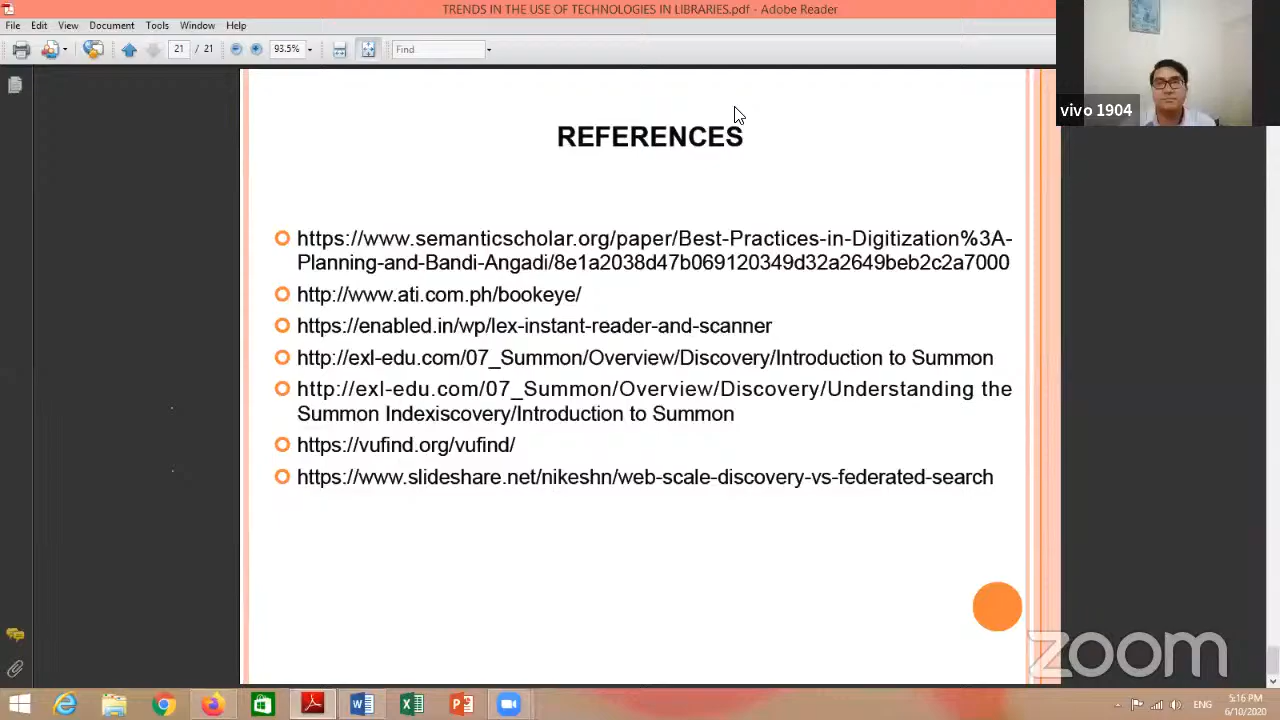 TRENDS IN THE USE OF TECHNOLOGIES IN LIBRARIES.pdf - Adobe Reader
File Edit View Document Tools Window Help
21 / 21 93.5% Find
vivo 1904
REFERENCES
https://www.semanticscholar.org/paper/Best-Practices-in-Digitization%3A-
Planning-and-Bandi-Angadi/8e1a2038d47b069120349d32a2649beb2c2a7000
http://www.ati.com.ph/bookeye/
https://enabled.in/wp/lex-instant-reader-and-scanner
http://exl-edu.com/07_Summon/Overview/Discovery/Introduction to Summon
http://exl-edu.com/07_Summon/Overview/Discovery/Understanding the
Summon Indexiscovery/Introduction to Summon
https://vufind.org/vufind/
https://www.slideshare.net/nikeshn/web-scale-discovery-vs-federated-search
zoom
ENG
5:16 PM
6/10/2020